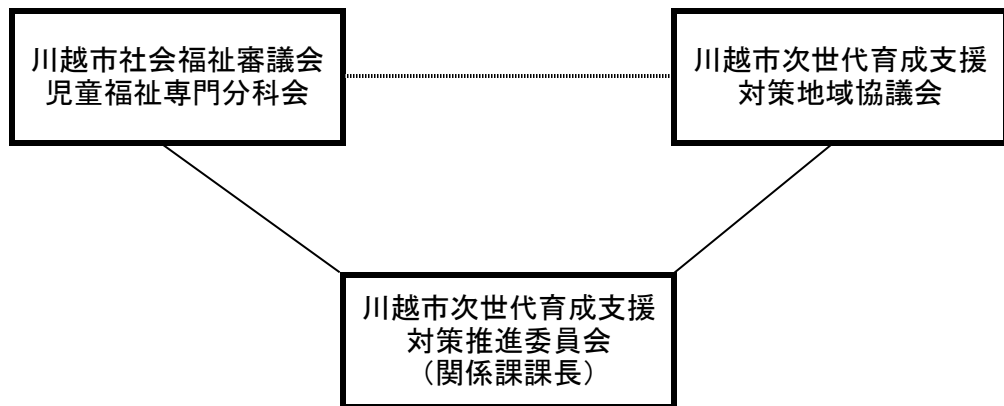 川越市社会福祉審議会
児童福祉専門分科会
川越市次世代育成支援
対策地域協議会
川越市次世代育成支援
対策推進委員会
（関係課課長）